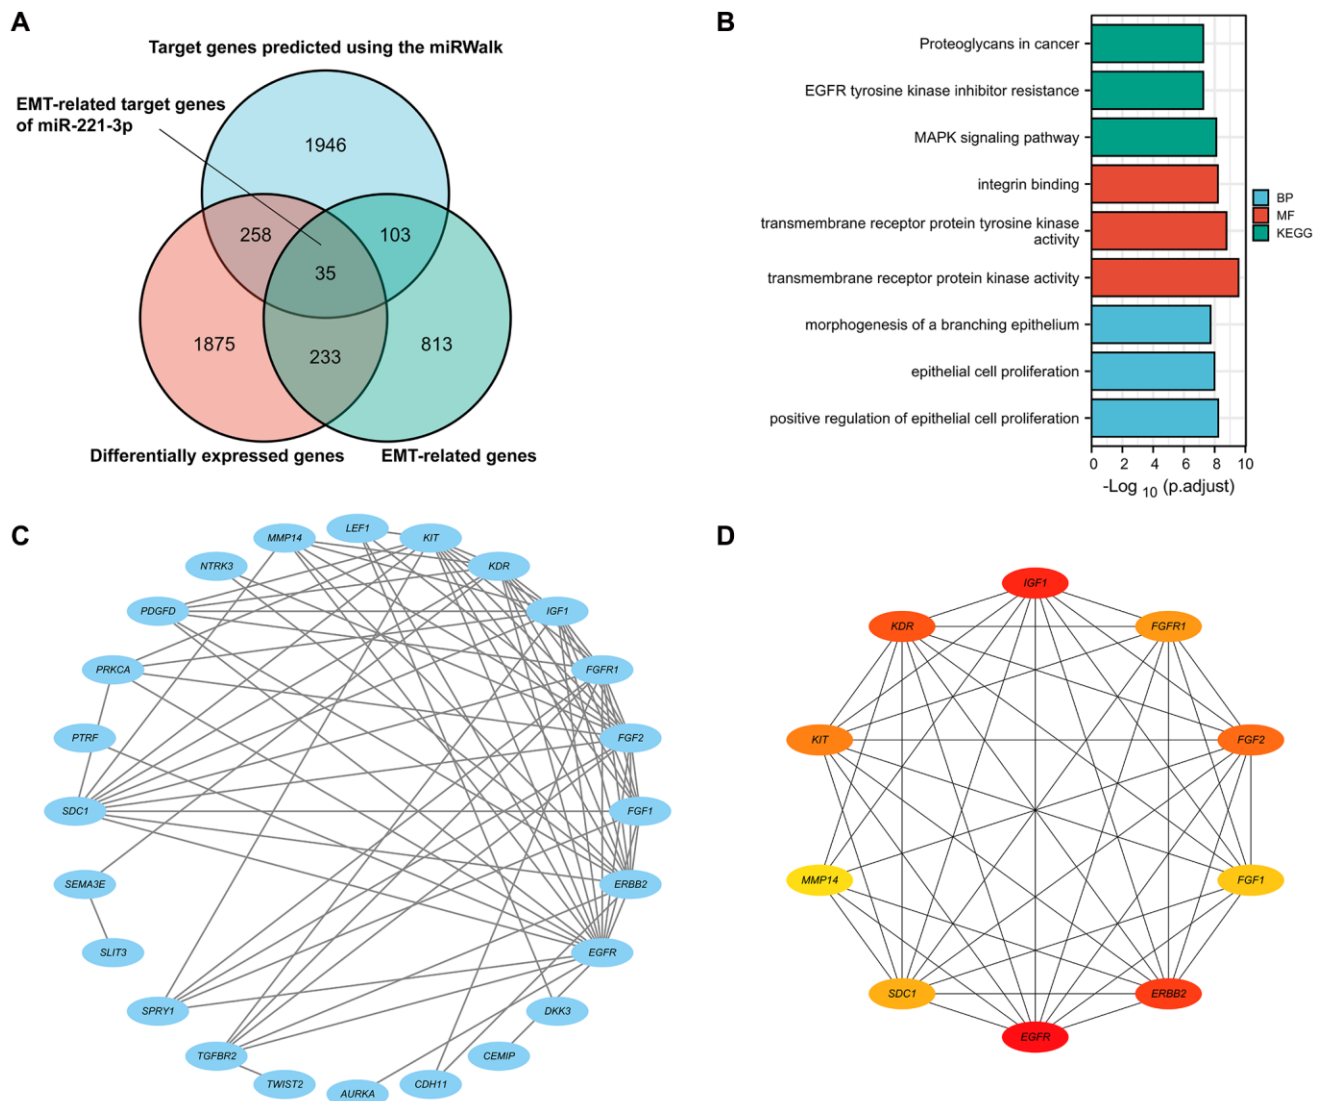 A
Target genes predicted using the miRWalk
EMT-related target genes
of miR-221-3p
1946
258
103
35
1875
233
813
Differentially expressed genes
EMT-related genes
B
Proteoglycans in cancer
EGFR tyrosine kinase inhibitor resistance
MAPK signaling pathway
integrin binding
transmembrane receptor protein tyrosine kinase
activity
transmembrane receptor protein kinase activity
morphogenesis of a branching epithelium
epithelial cell proliferation
positive regulation of epithelial cell proliferation
0 2 4 6 8 10
-Log 10 (p.adjust)
BP
MF
KEGG
C
LEF1
MMP14
KIT
NTRK3
KDR
PDGFD
IGF1
PRKCA
FGFR1
PTRF
FGF2
SDC1
FGF1
SEMA3E
ERBB2
SLIT3
EGFR
SPRY1
DKK3
TGFBR2
CEMIP
TWIST2
CDH11
AURKA
D
IGF1
KDR
FGFR1
KIT
FGF2
MMP14
FGF1
SDC1
ERBB2
EGFR